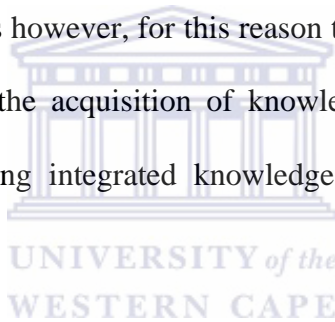 s however, for this reason t
the acquisition of knowle
ng integrated knowledge
UNIVERSITY of the
WESTERN CAPE